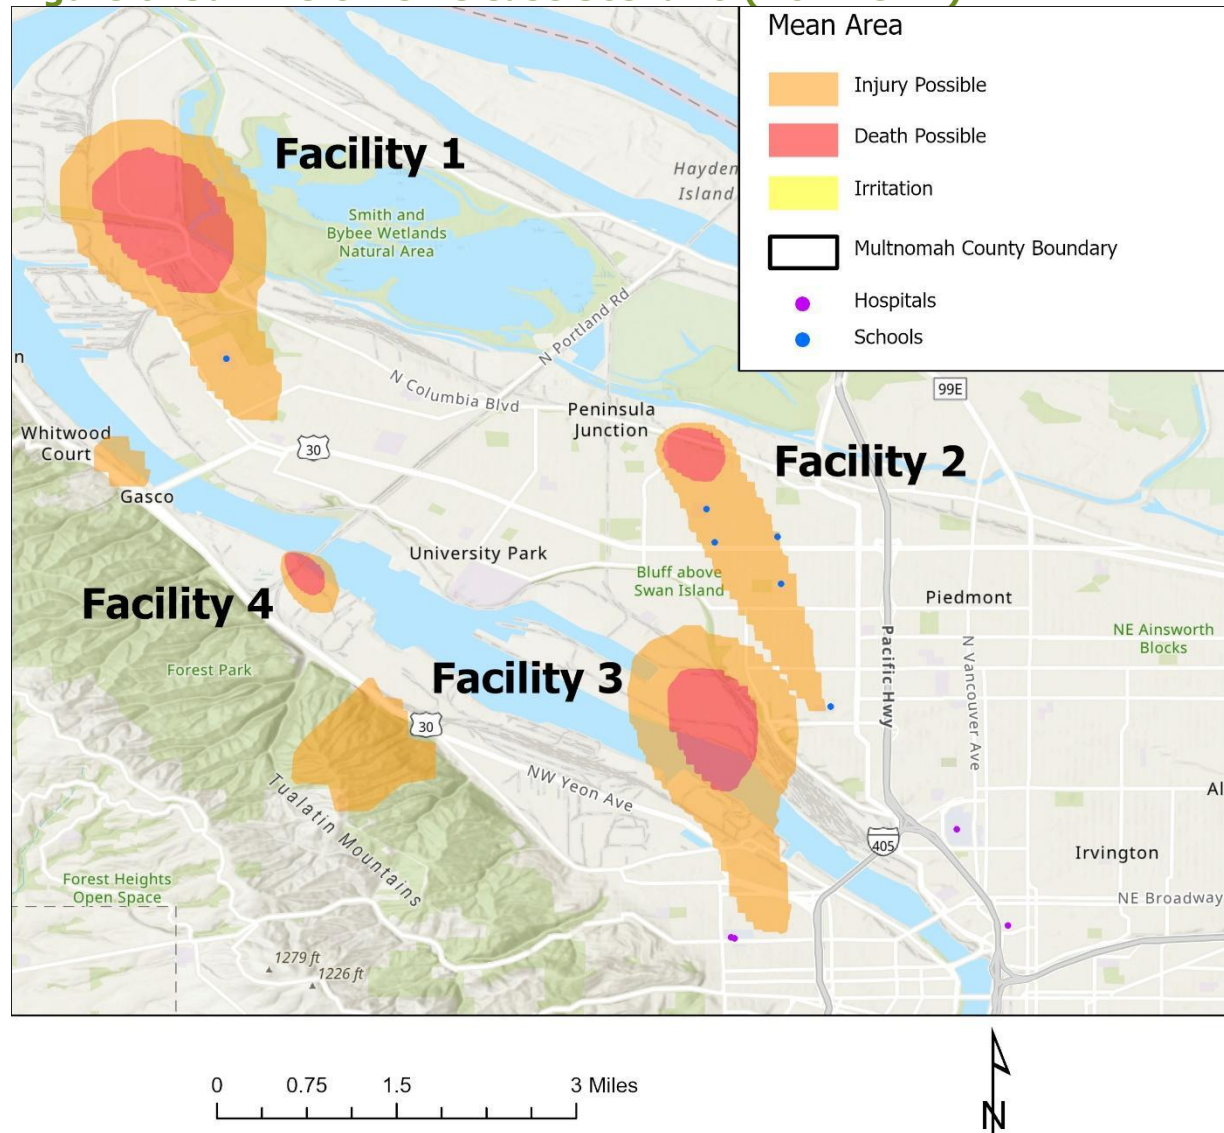 Mean Area
Injury Possible
Death Possible
Irritation
Multnomah County Boundary
Hospitals
Schools
Facility 1
Hayden
Island
Smith and
Bybee Wetlands
Natural Area
N Portland Rd
n
N Columbia Blvd
99E
Peninsula
Junction
Whitwood
Court
30
Facility 2
Gasco
University Park
Bluff above
Swan Island
Piedmont
Facility 4
NE Ainsworth
Blocks
Pacific Hwy
N Vancouver Ave
Forest Park
Facility 3
30
NW Yeon Ave
Al
Tualatin Mountains
405
Irvington
Forest Heights
Open Space
NE Broadway
1279 ft
1226 ft
0 0.75 1.5 3 Miles
N